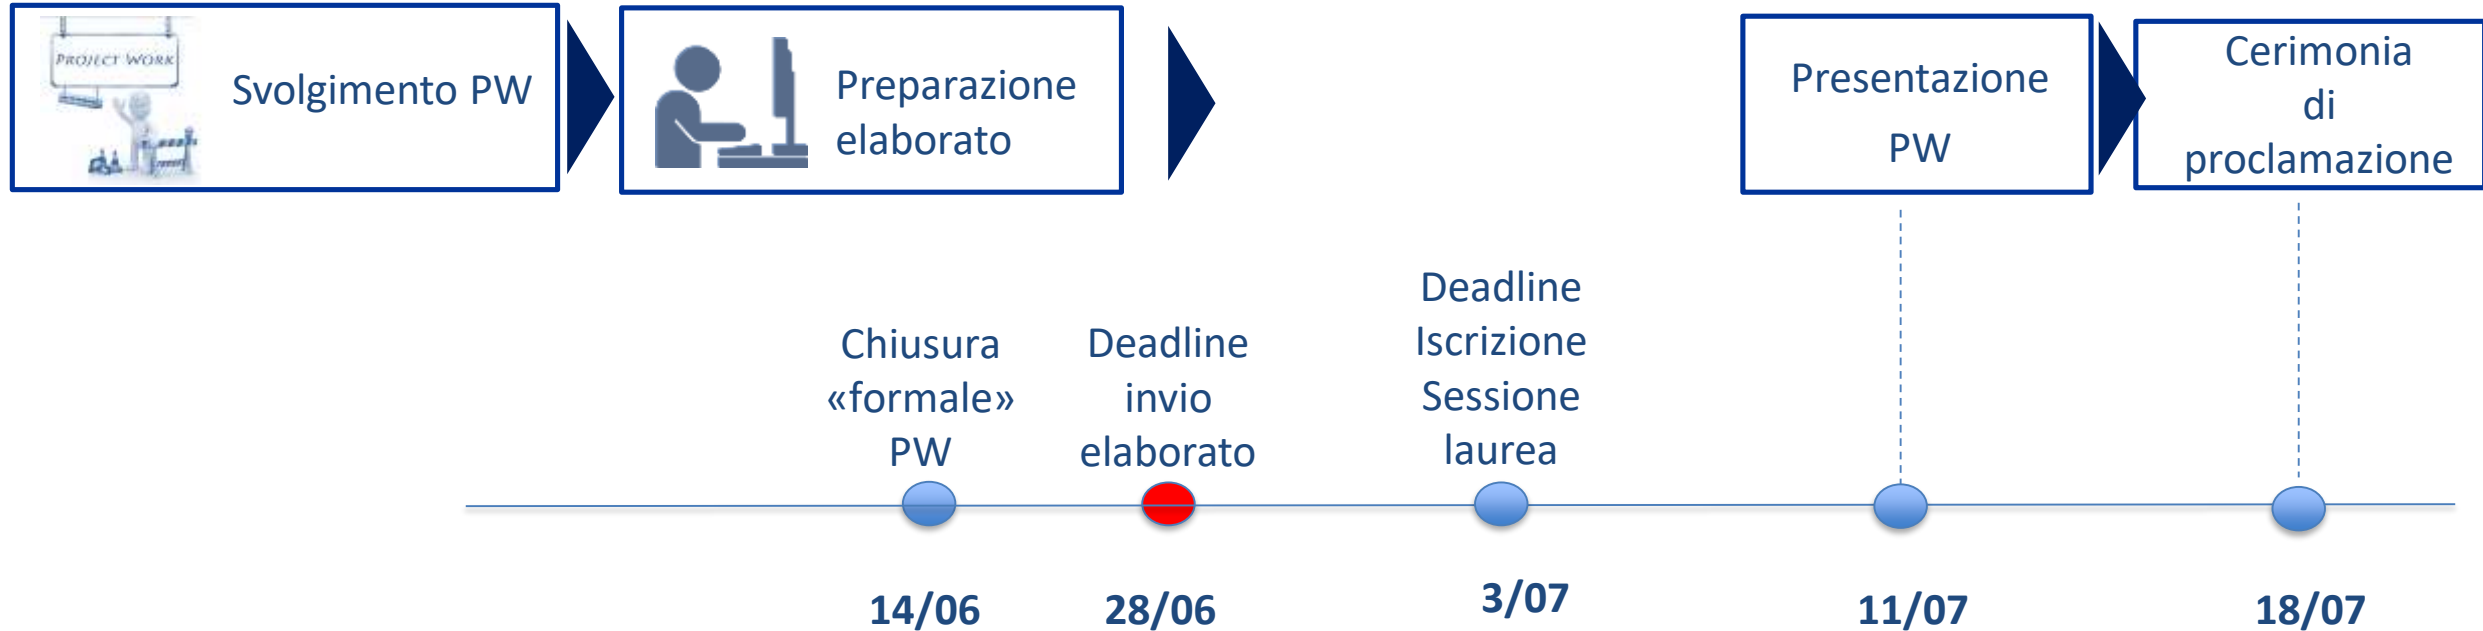 PROJECT WORK
Svolgimento PW
Preparazione
elaborato
Presentazione
PW
Cerimonia
di
proclamazione
Chiusura
«formale»
PW
Deadline
invio
elaborato
Deadline
Iscrizione
Sessione
laurea
14/06
28/06
3/07
11/07
18/07